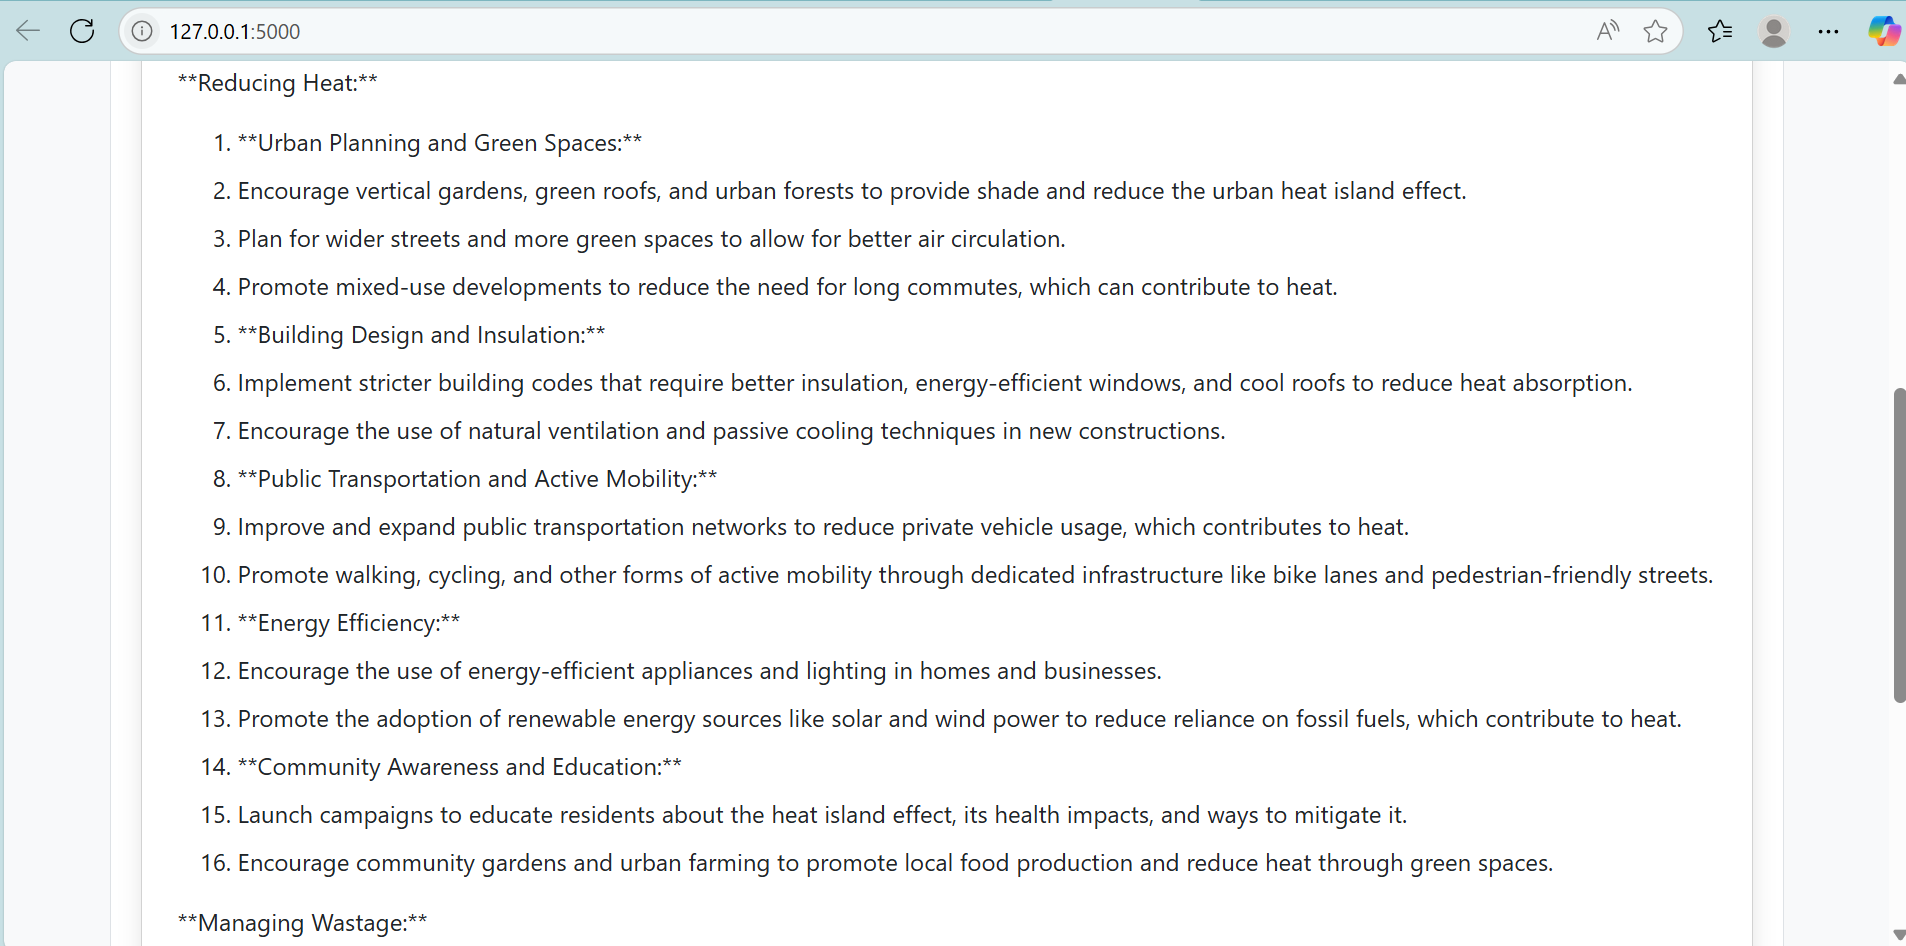 127.0.0.1:5000
**Reducing Heat:**
1. **Urban Planning and Green Spaces:**
2. Encourage vertical gardens, green roofs, and urban forests to provide shade and reduce the urban heat island effect.
3. Plan for wider streets and more green spaces to allow for better air circulation.
4. Promote mixed-use developments to reduce the need for long commutes, which can contribute to heat.
5. **Building Design and Insulation:**
6. Implement stricter building codes that require better insulation, energy-efficient windows, and cool roofs to reduce heat absorption.
7. Encourage the use of natural ventilation and passive cooling techniques in new constructions.
8. **Public Transportation and Active Mobility:**
9. Improve and expand public transportation networks to reduce private vehicle usage, which contributes to heat.
10. Promote walking, cycling, and other forms of active mobility through dedicated infrastructure like bike lanes and pedestrian-friendly streets.
11. **Energy Efficiency:**
12. Encourage the use of energy-efficient appliances and lighting in homes and businesses.
13. Promote the adoption of renewable energy sources like solar and wind power to reduce reliance on fossil fuels, which contribute to heat.
14. **Community Awareness and Education:**
15. Launch campaigns to educate residents about the heat island effect, its health impacts, and ways to mitigate it.
16. Encourage community gardens and urban farming to promote local food production and reduce heat through green spaces.
**Managing Wastage:**